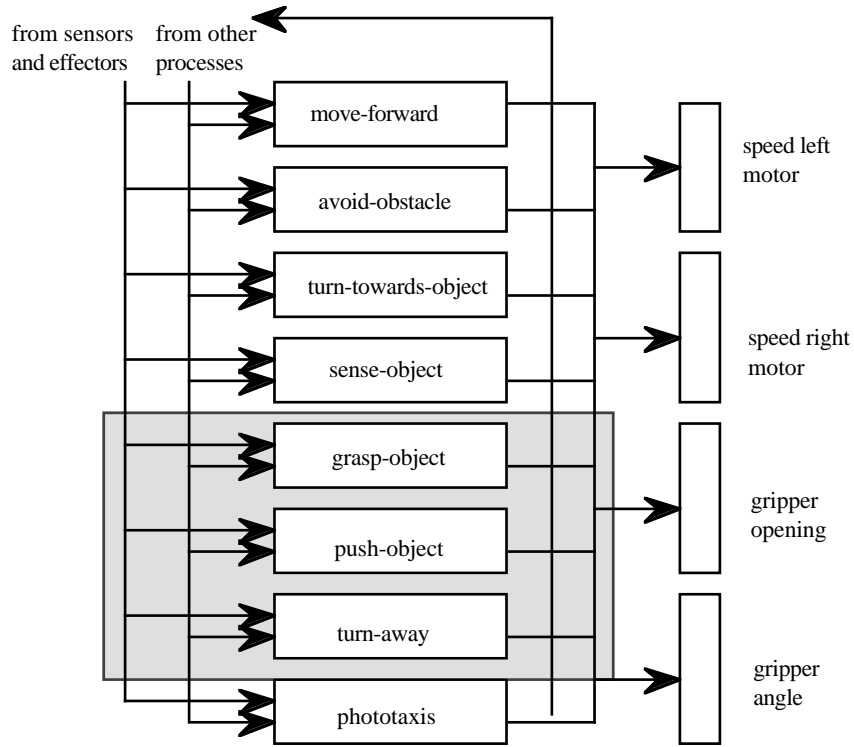 from sensors
and effectors
from other
processes
move-forward
avoid-obstacle
turn-towards-object
sense-object
grasp-object
push-object
turn-away
phototaxis
speed left
motor
speed right
motor
gripper
opening
gripper
angle